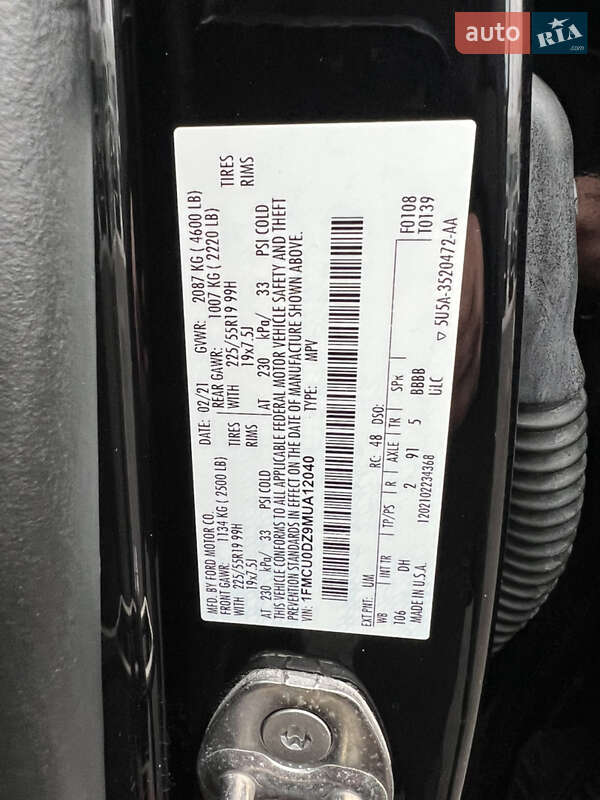 auto RIA .com
MFD. BY FORD MOTOR CO.
DATE: 02/21 GVWR: 2087 KG ( 4600 LB)
FRONT GAWR: 1134 KG ( 2500 LB) REAR GAWR: 1007 KG ( 2220 LB)
WITH 225/55R19 99H TIRES WITH 225/55R19 99H TIRES
19x7.5J RIMS 19x7.5J RIMS
AT 230 kPa/ 33 PSI COLD AT 230 kPa/ 33 PSI COLD
THIS VEHICLE CONFORMS TO ALL APPLICABLE FEDERAL MOTOR VEHICLE SAFETY AND THEFT
PREVENTION STANDARDS IN EFFECT ON THE DATE OF MANUFACTURE SHOWN ABOVE.
VIN: 1FMCU0DZ9MUA12040 TYPE: MPV
F0108
T0139
EXT PNT: UM RC: 48 DSO:
WB INT TR TP/PS R AXLE TR SPR
T06 DH 2 91 5 BBBB
MADE IN U.S.A. 1202102234368 UTC
▽ 5U5A-3520472-AA